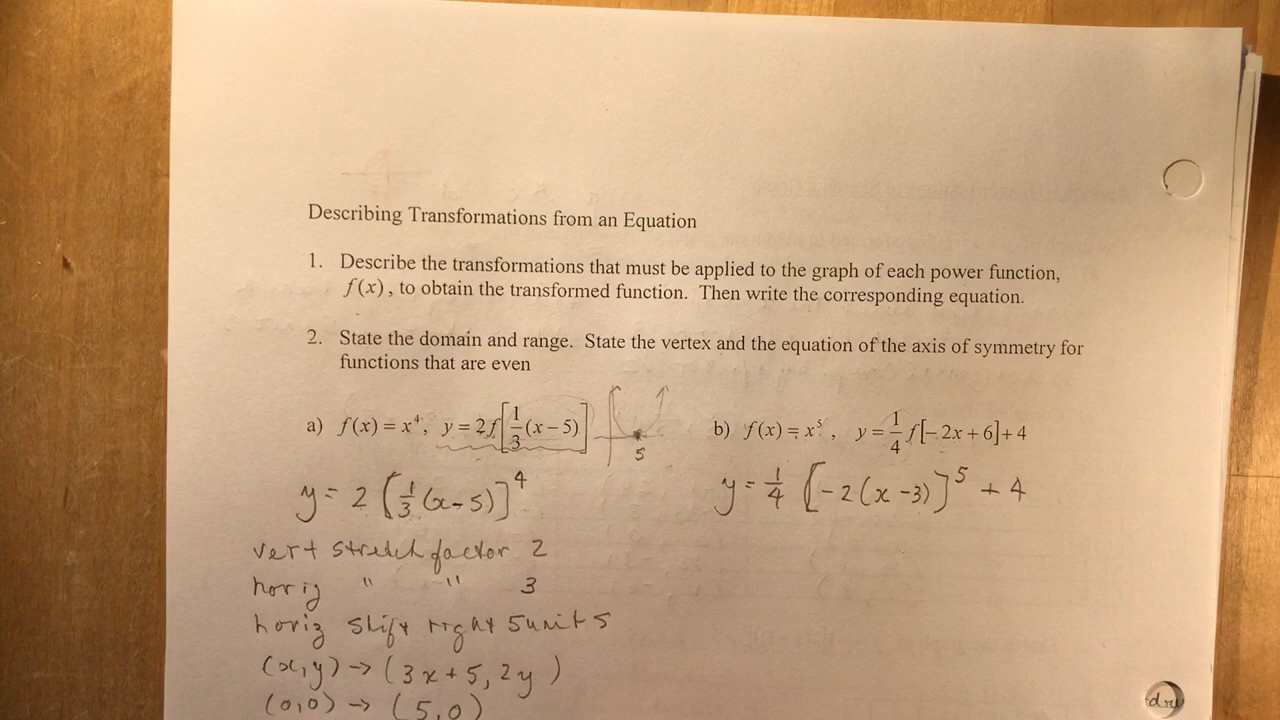 Describing Transformations from an Equation
1. Describe the transformations that must be applied to the graph of each power function,
f(x), to obtain the transformed function. Then write the corresponding equation.
2. State the domain and range. State the vertex and the equation of the axis of symmetry for
functions that are even
a) f(x) = x⁴, y = 2f[1/3(x − 5)]
5
y = 2[1/3(x-5)]⁴
vert stretch factor 2
horiz " " 3
horiz shift right 5 units
(x,y) → (3x+5, 2y)
(0,0) → (5,0)
b) f(x) = x⁵, y = 1/4 f[− 2x + 6] + 4
y = 1/4 [-2(x-3)]⁵ + 4